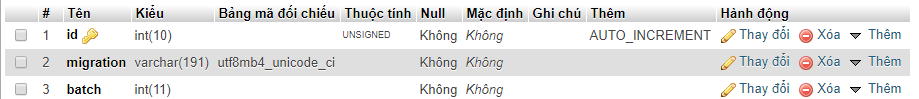 # Tên Kiểu Bảng mã đối chiếu Thuộc tính Null Mặc định Ghi chú Thêm Hành động
1 id int(10) UNSIGNED Không Không AUTO_INCREMENT Thay đổi Xóa Thêm
2 migration varchar(191) utf8mb4_unicode_ci Không Không Thay đổi Xóa Thêm
3 batch int(11) Không Không Thay đổi Xóa Thêm